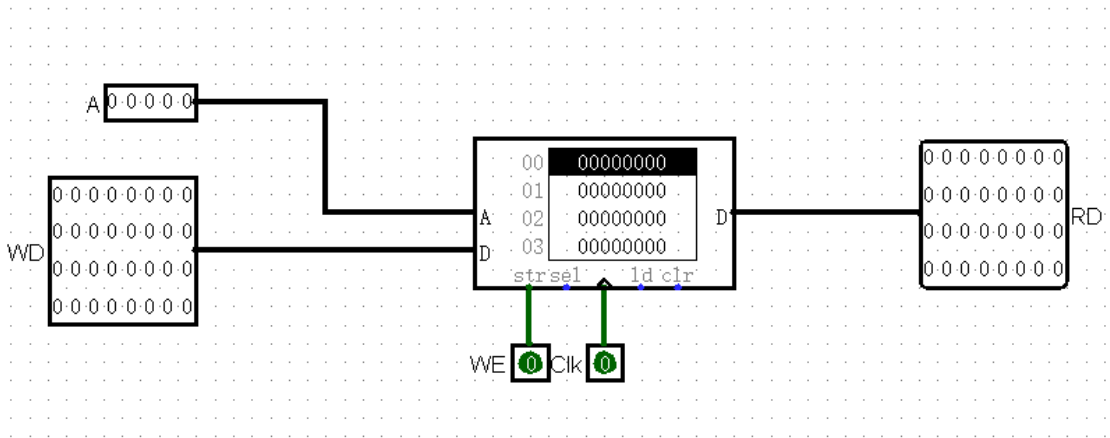 A 0 0 0 0 0
WD
0 0 0 0 0 0 0 0
0 0 0 0 0 0 0 0
0 0 0 0 0 0 0 0
0 0 0 0 0 0 0 0
00 00000000
01 00000000
02 00000000
03 00000000
A
D
D
str sel ld clr
WE 0 Clk 0
0 0 0 0 0 0 0 0
0 0 0 0 0 0 0 0
0 0 0 0 0 0 0 0
0 0 0 0 0 0 0 0
RD